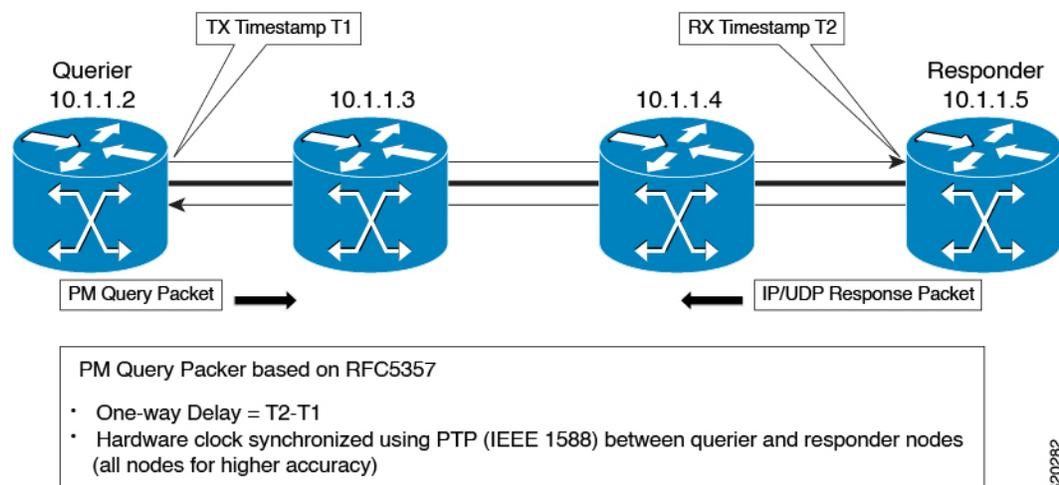 TX Timestamp T1
RX Timestamp T2
Querier
10.1.1.2
10.1.1.3
10.1.1.4
Responder
10.1.1.5
PM Query Packet
IP/UDP Response Packet
PM Query Packer based on RFC5357
· One-way Delay = T2-T1
· Hardware clock synchronized using PTP (IEEE 1588) between querier and responder nodes
(all nodes for higher accuracy)